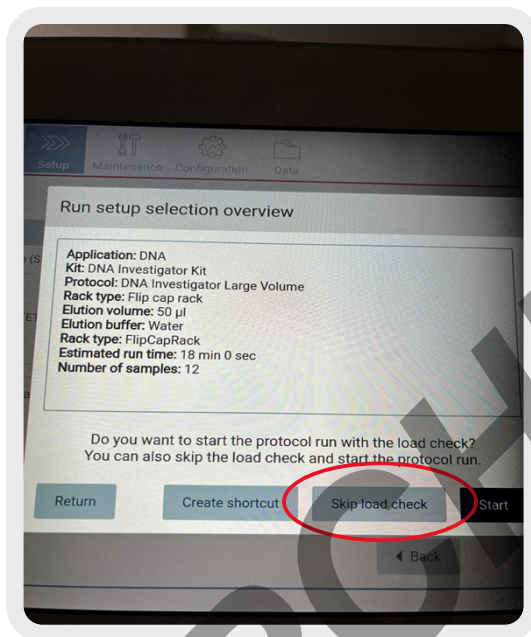 Setup Maintenance Configuration Data
Run setup selection overview
Application: DNA
Kit: DNA Investigator Kit
Protocol: DNA Investigator Large Volume
Rack type: Flip cap rack
Elution volume: 50 µl
Elution buffer: Water
Rack type: FlipCapRack
Estimated run time: 18 min 0 sec
Number of samples: 12
Do you want to start the protocol run with the load check?
You can also skip the load check and start the protocol run.
Return Create shortcut Skip load check Start
Back